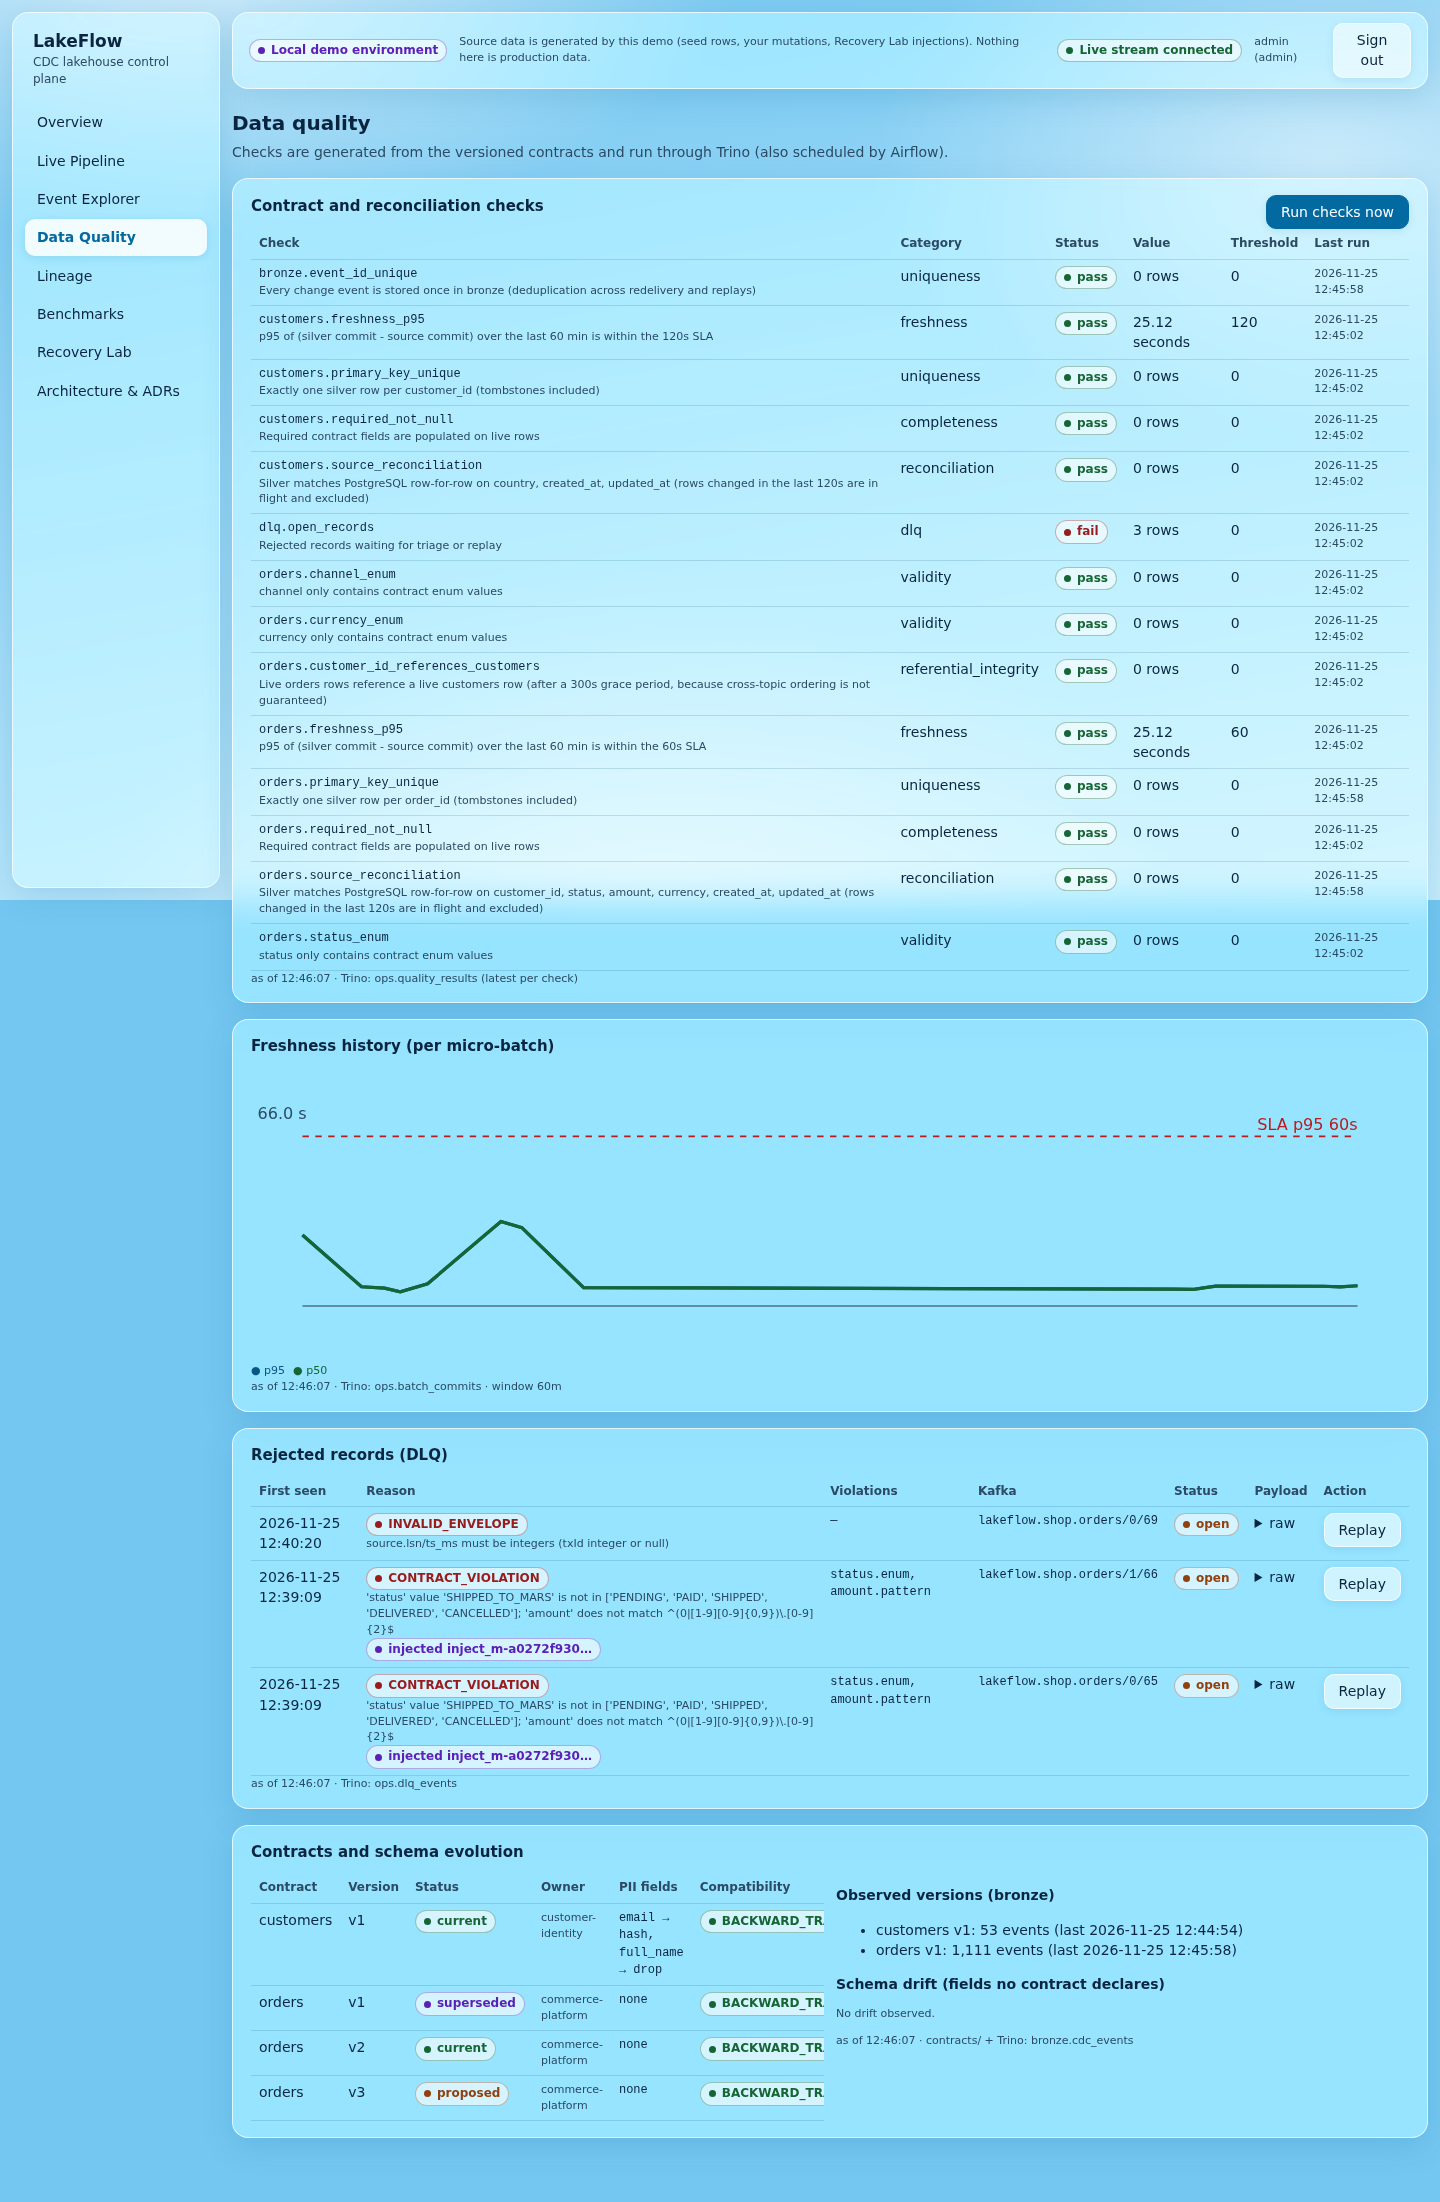 LakeFlow
CDC lakehouse control
plane
Overview
Live Pipeline
Event Explorer
Data Quality
Lineage
Benchmarks
Recovery Lab
Architecture & ADRs
Local demo environment
Source data is generated by this demo (seed rows, your mutations, Recovery Lab injections). Nothing
here is production data.
Live stream connected
admin
(admin)
Sign
out
Data quality
Checks are generated from the versioned contracts and run through Trino (also scheduled by Airflow).
Contract and reconciliation checks
Run checks now
Check Category Status Value Threshold Last run
bronze.event_id_unique uniqueness pass 0 rows 0 2026-11-25
Every change event is stored once in bronze (deduplication across redelivery and replays) 12:45:58
customers.freshness_p95 freshness pass 25.12 120 2026-11-25
p95 of (silver commit - source commit) over the last 60 min is within the 120s SLA seconds 12:45:02
customers.primary_key_unique uniqueness pass 0 rows 0 2026-11-25
Exactly one silver row per customer_id (tombstones included) 12:45:02
customers.required_not_null completeness pass 0 rows 0 2026-11-25
Required contract fields are populated on live rows 12:45:02
customers.source_reconciliation reconciliation pass 0 rows 0 2026-11-25
Silver matches PostgreSQL row-for-row on country, created_at, updated_at (rows changed in the last 120s are in 12:45:02
flight and excluded)
dlq.open_records dlq fail 3 rows 0 2026-11-25
Rejected records waiting for triage or replay 12:45:02
orders.channel_enum validity pass 0 rows 0 2026-11-25
channel only contains contract enum values 12:45:02
orders.currency_enum validity pass 0 rows 0 2026-11-25
currency only contains contract enum values 12:45:02
orders.customer_id_references_customers referential_integrity pass 0 rows 0 2026-11-25
Live orders rows reference a live customers row (after a 300s grace period, because cross-topic ordering is not 12:45:02
guaranteed)
orders.freshness_p95 freshness pass 25.12 60 2026-11-25
p95 of (silver commit - source commit) over the last 60 min is within the 60s SLA seconds 12:45:02
orders.primary_key_unique uniqueness pass 0 rows 0 2026-11-25
Exactly one silver row per order_id (tombstones included) 12:45:58
orders.required_not_null completeness pass 0 rows 0 2026-11-25
Required contract fields are populated on live rows 12:45:02
orders.source_reconciliation reconciliation pass 0 rows 0 2026-11-25
Silver matches PostgreSQL row-for-row on customer_id, status, amount, currency, created_at, updated_at (rows 12:45:58
changed in the last 120s are in flight and excluded)
orders.status_enum validity pass 0 rows 0 2026-11-25
status only contains contract enum values 12:45:02
as of 12:46:07 · Trino: ops.quality_results (latest per check)
Freshness history (per micro-batch)
66.0 s
SLA p95 60s
p95 p50
as of 12:46:07 · Trino: ops.batch_commits · window 60m
Rejected records (DLQ)
First seen Reason Violations Kafka Status Payload Action
2026-11-25 INVALID_ENVELOPE — lakeflow.shop.orders/0/69 open ▶ raw Replay
12:40:20 source.lsn/ts_ms must be integers (txId integer or null)
2026-11-25 CONTRACT_VIOLATION status.enum, lakeflow.shop.orders/1/66 open ▶ raw Replay
12:39:09 'status' value 'SHIPPED_TO_MARS' is not in ['PENDING', 'PAID', 'SHIPPED', amount.pattern
'DELIVERED', 'CANCELLED']; 'amount' does not match ^(0|[1-9][0-9]{0,9})\.[0-9]
{2}$
injected inject_m-a0272f930…
2026-11-25 CONTRACT_VIOLATION status.enum, lakeflow.shop.orders/0/65 open ▶ raw Replay
12:39:09 'status' value 'SHIPPED_TO_MARS' is not in ['PENDING', 'PAID', 'SHIPPED', amount.pattern
'DELIVERED', 'CANCELLED']; 'amount' does not match ^(0|[1-9][0-9]{0,9})\.[0-9]
{2}$
injected inject_m-a0272f930…
as of 12:46:07 · Trino: ops.dlq_events
Contracts and schema evolution
Contract Version Status Owner PII fields Compatibility
customers v1 current customer- email → BACKWARD_TR
identity hash,
full_name
→ drop
orders v1 superseded commerce- none BACKWARD_TR
platform
orders v2 current commerce- none BACKWARD_TR
platform
orders v3 proposed commerce- none BACKWARD_TR
platform
Observed versions (bronze)
• customers v1: 53 events (last 2026-11-25 12:44:54)
• orders v1: 1,111 events (last 2026-11-25 12:45:58)
Schema drift (fields no contract declares)
No drift observed.
as of 12:46:07 · contracts/ + Trino: bronze.cdc_events